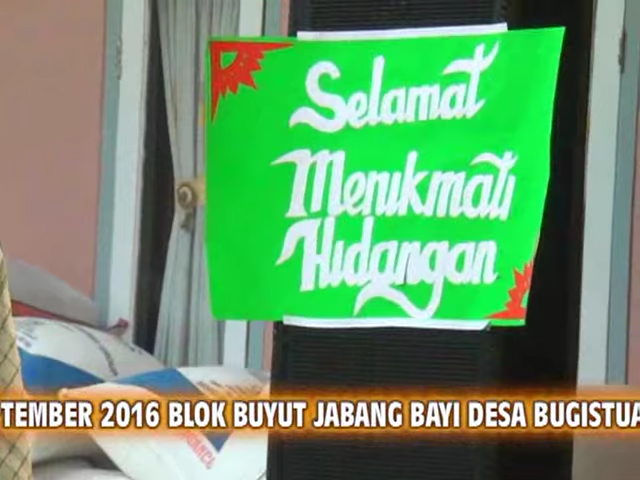 Selamat
Menikmati
Hidangan
TEMBER 2016 BLOK BUYUT JABANG BAYI DESA BUGISTUA